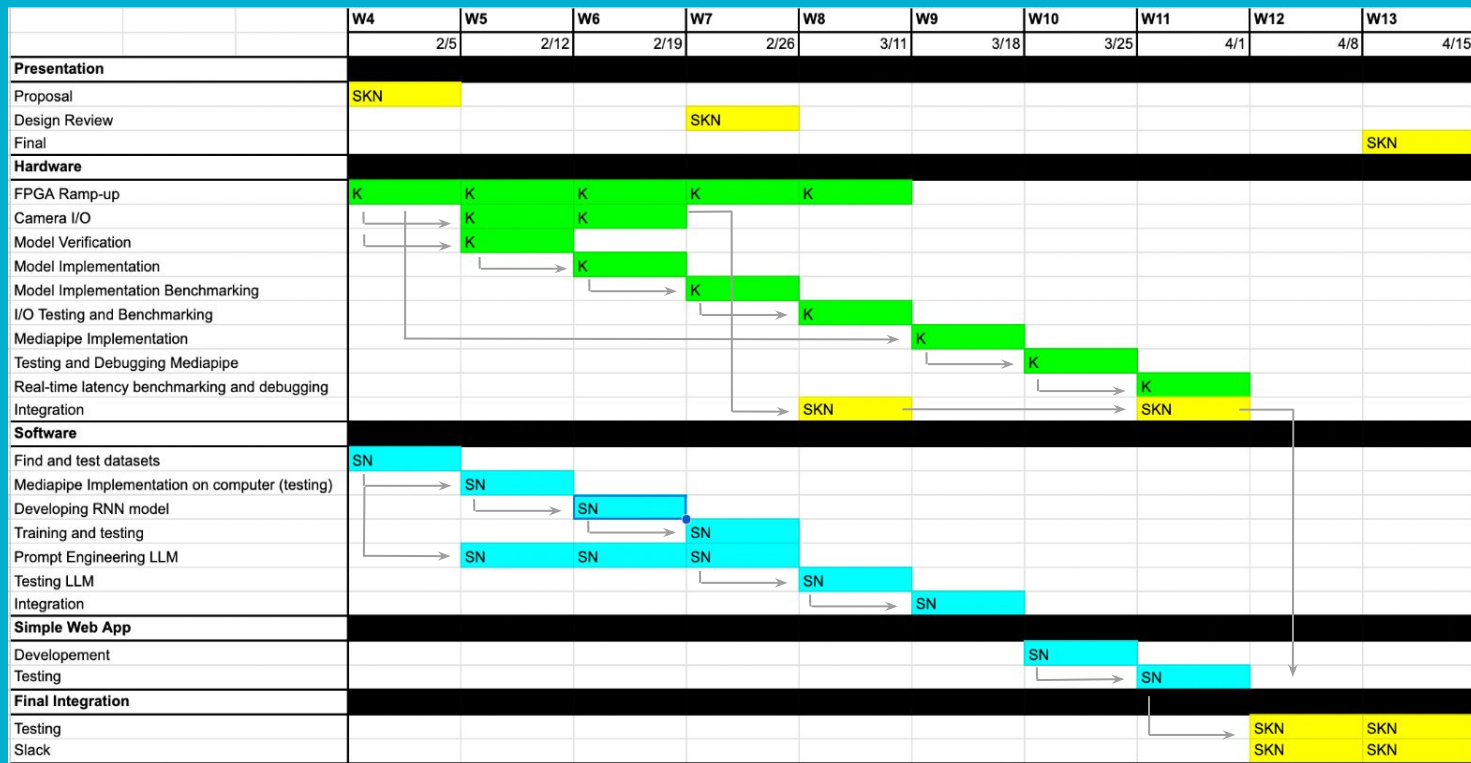 W4 W5 W6 W7 W8 W9 W10 W11 W12 W13
2/5 2/12 2/19 2/26 3/11 3/18 3/25 4/1 4/8 4/15
Presentation
Proposal SKN
Design Review SKN
Final SKN
Hardware
FPGA Ramp-up K K K K K
Camera I/O K K
Model Verification K
Model Implementation K
Model Implementation Benchmarking K
I/O Testing and Benchmarking K
Mediapipe Implementation K
Testing and Debugging Mediapipe K
Real-time latency benchmarking and debugging K
Integration SKN SKN
Software
Find and test datasets SN
Mediapipe Implementation on computer (testing) SN
Developing RNN model SN
Training and testing SN
Prompt Engineering LLM SN SN SN
Testing LLM SN
Integration SN
Simple Web App
Developement SN
Testing SN
Final Integration
Testing SKN SKN
Slack SKN SKN